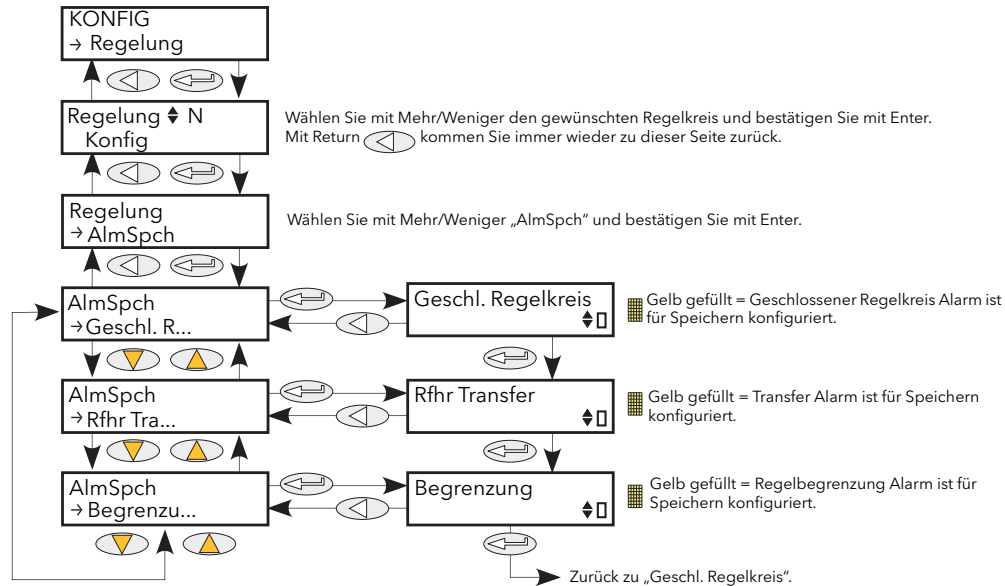 KONFIG
→ Regelung
Regelung N
Konfig
Wählen Sie mit Mehr/Weniger den gewünschten Regelkreis und bestätigen Sie mit Enter.
Mit Return kommen Sie immer wieder zu dieser Seite zurück.
Regelung
→ AlmSpch
Wählen Sie mit Mehr/Weniger „AlmSpch“ und bestätigen Sie mit Enter.
AlmSpch
→Geschl. R...
Geschl. Regelkreis
Gelb gefüllt = Geschlossener Regelkreis Alarm ist
für Speichern konfiguriert.
AlmSpch
→Rfhr Tra...
Rfhr Transfer
Gelb gefüllt = Transfer Alarm ist für Speichern
konfiguriert.
AlmSpch
→ Begrenzu...
Begrenzung
Gelb gefüllt = Regelbegrenzung Alarm ist für
Speichern konfiguriert.
Zurück zu „Geschl. Regelkreis“.